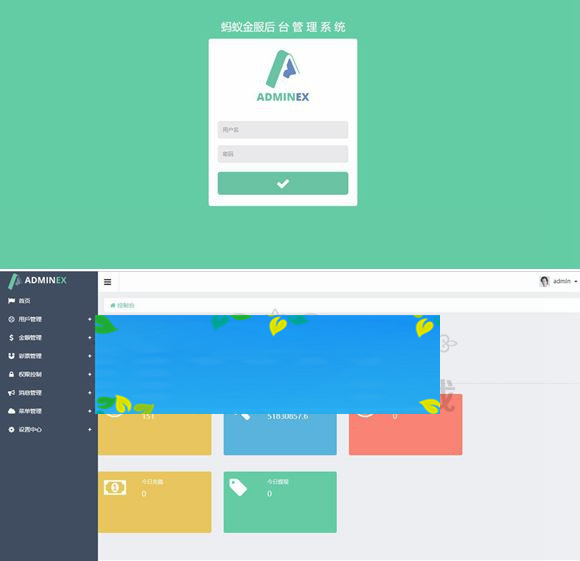 蚂蚁金服后 台 管 理 系 统
ADMINEX
用户名
密码
ADMINEX
admin
首页
控制台
用户管理
金额管理
彩票管理
权限控制
消息管理
菜单管理
设置中心
151
51830857.6
0
今日充值
0
今日提现
0